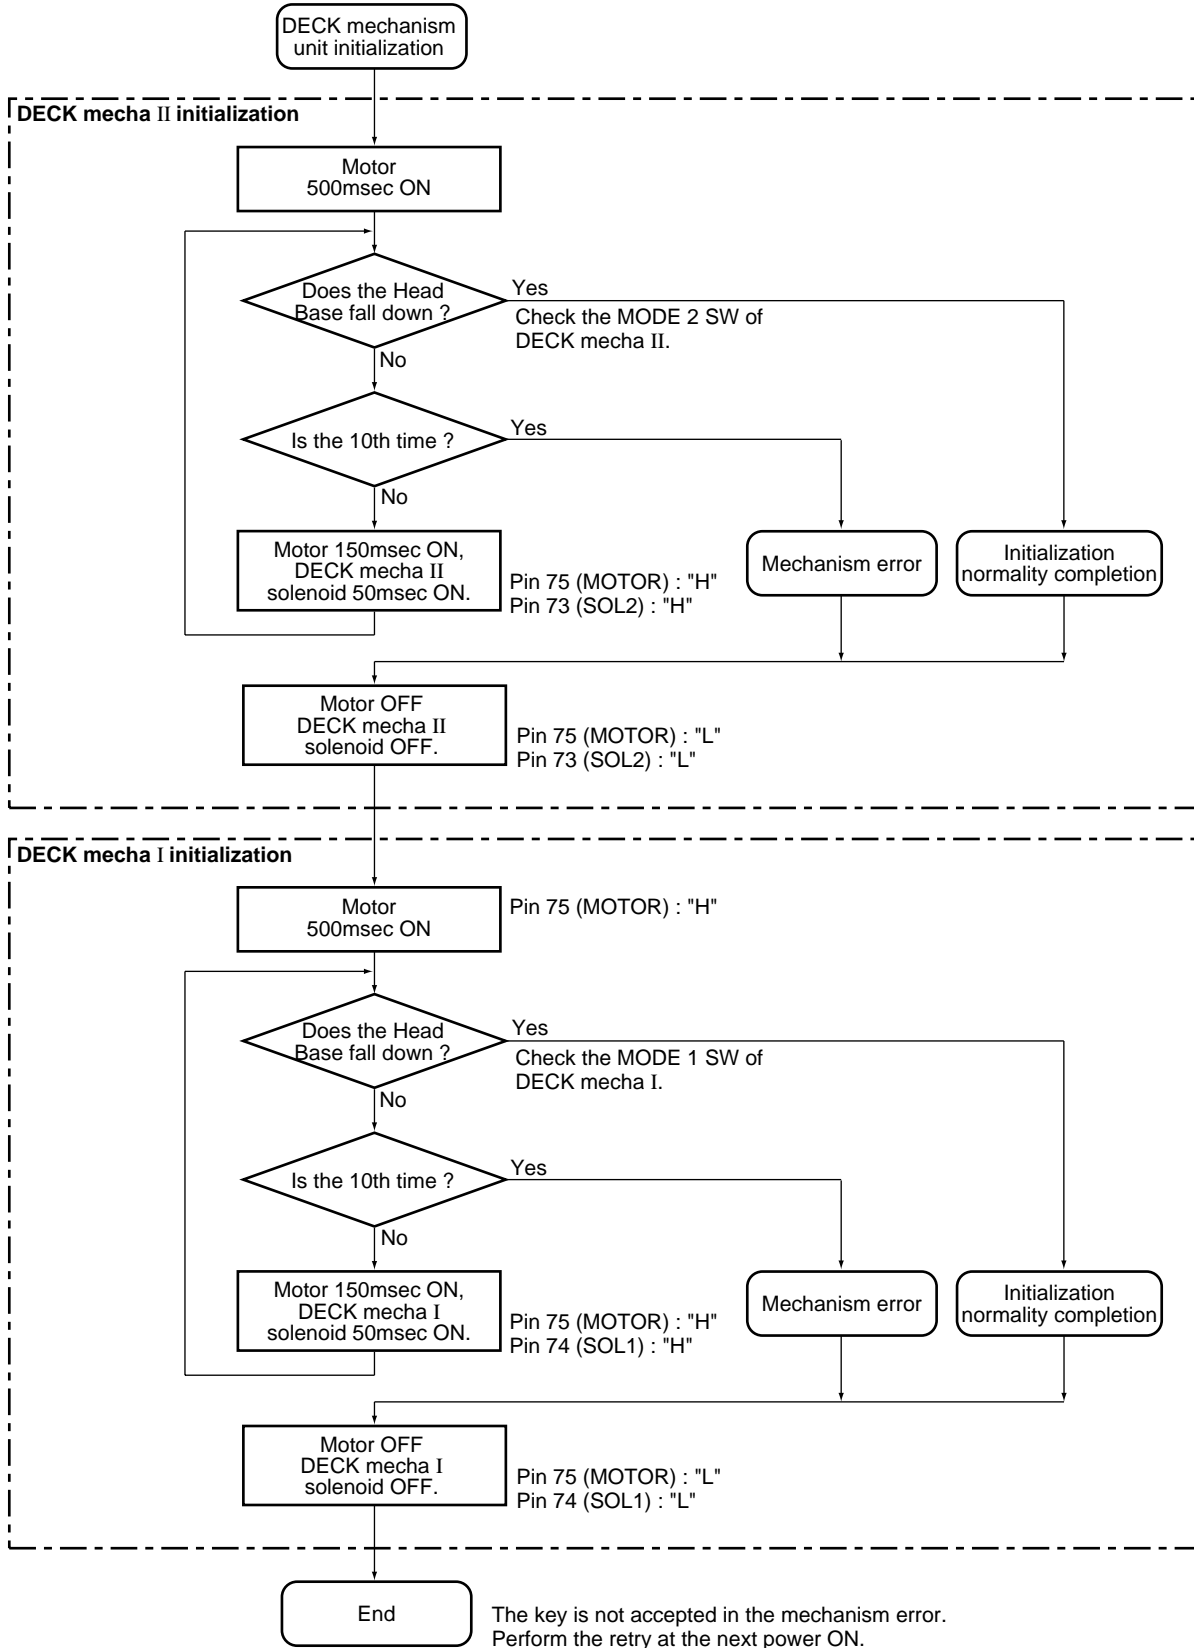 DECK mechanism
unit initialization
DECK mecha II initialization
Motor
500msec ON
Does the Head
Base fall down ?
Yes
Check the MODE 2 SW of
DECK mecha II.
No
Is the 10th time ?
Yes
No
Motor 150msec ON,
DECK mecha II
solenoid 50msec ON.
Pin 75 (MOTOR) : "H"
Pin 73 (SOL2) : "H"
Mechanism error
Initialization
normality completion
Motor OFF
DECK mecha II
solenoid OFF.
Pin 75 (MOTOR) : "L"
Pin 73 (SOL2) : "L"
DECK mecha I initialization
Motor
500msec ON
Pin 75 (MOTOR) : "H"
Does the Head
Base fall down ?
Yes
Check the MODE 1 SW of
DECK mecha I.
No
Is the 10th time ?
Yes
No
Motor 150msec ON,
DECK mecha I
solenoid 50msec ON.
Pin 75 (MOTOR) : "H"
Pin 74 (SOL1) : "H"
Mechanism error
Initialization
normality completion
Motor OFF
DECK mecha I
solenoid OFF.
Pin 75 (MOTOR) : "L"
Pin 74 (SOL1) : "L"
End
The key is not accepted in the mechanism error.
Perform the retry at the next power ON.